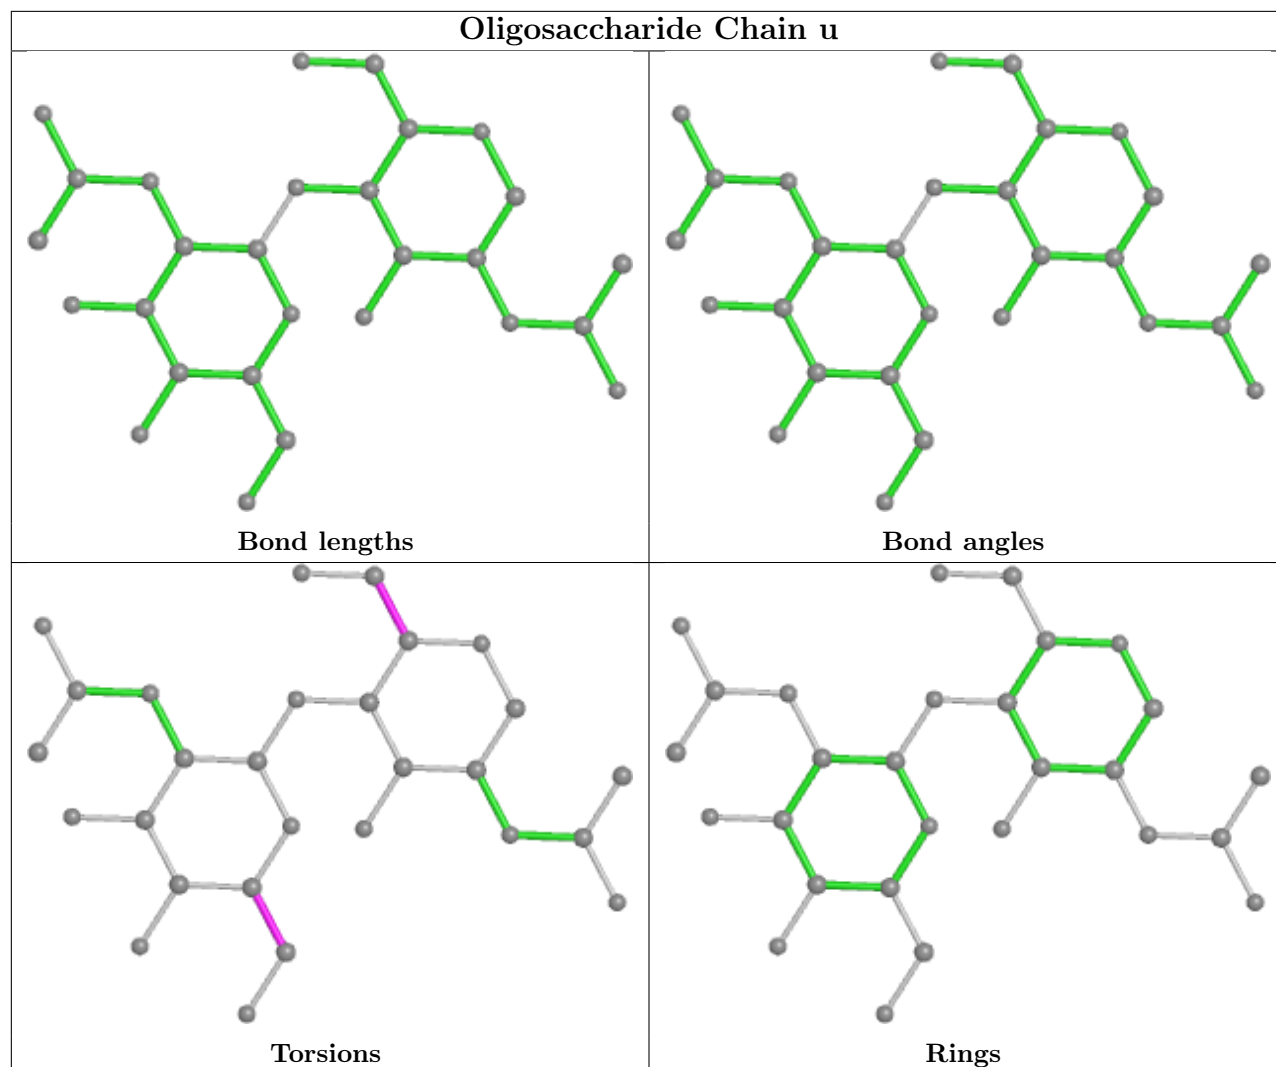 Oligosaccharide Chain u
Bond lengths
Bond angles
Torsions
Rings